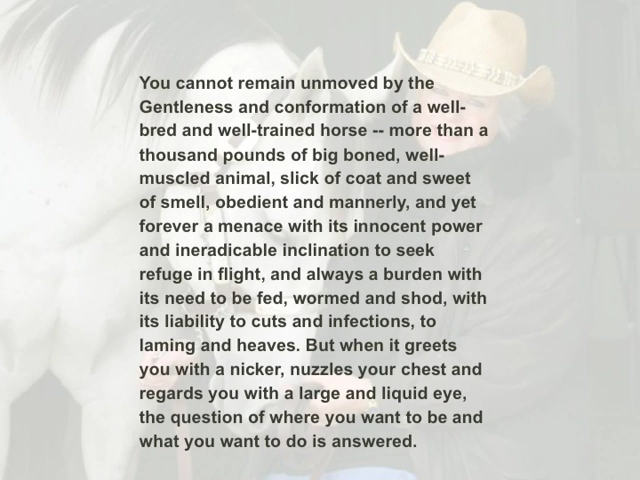 You cannot remain unmoved by the
Gentleness and conformation of a well-
bred and well-trained horse -- more than a
thousand pounds of big boned, well-
muscled animal, slick of coat and sweet
of smell, obedient and mannerly, and yet
forever a menace with its innocent power
and ineradicable inclination to seek
refuge in flight, and always a burden with
its need to be fed, wormed and shod, with
its liability to cuts and infections, to
laming and heaves. But when it greets
you with a nicker, nuzzles your chest and
regards you with a large and liquid eye,
the question of where you want to be and
what you want to do is answered.